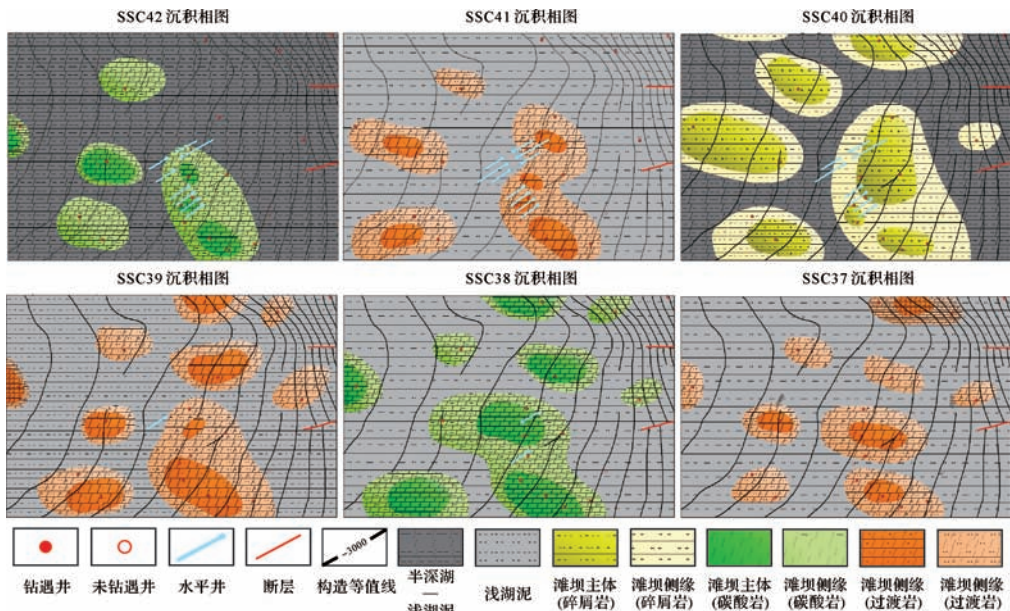 SSC42 沉积相图
SSC41 沉积相图
SSC40 沉积相图
SSC39 沉积相图
SSC38 沉积相图
SSC37 沉积相图
-3000
钻遇井
未钻遇井
水平井
断层
构造等值线
半深湖
—
浅湖泥
浅湖泥
滩坝主体
(碎屑岩)
滩坝侧缘
(碎屑岩)
滩坝主体
(碳酸岩)
滩坝侧缘
(碳酸岩)
滩坝侧缘
(过渡岩)
滩坝侧缘
(过渡岩)